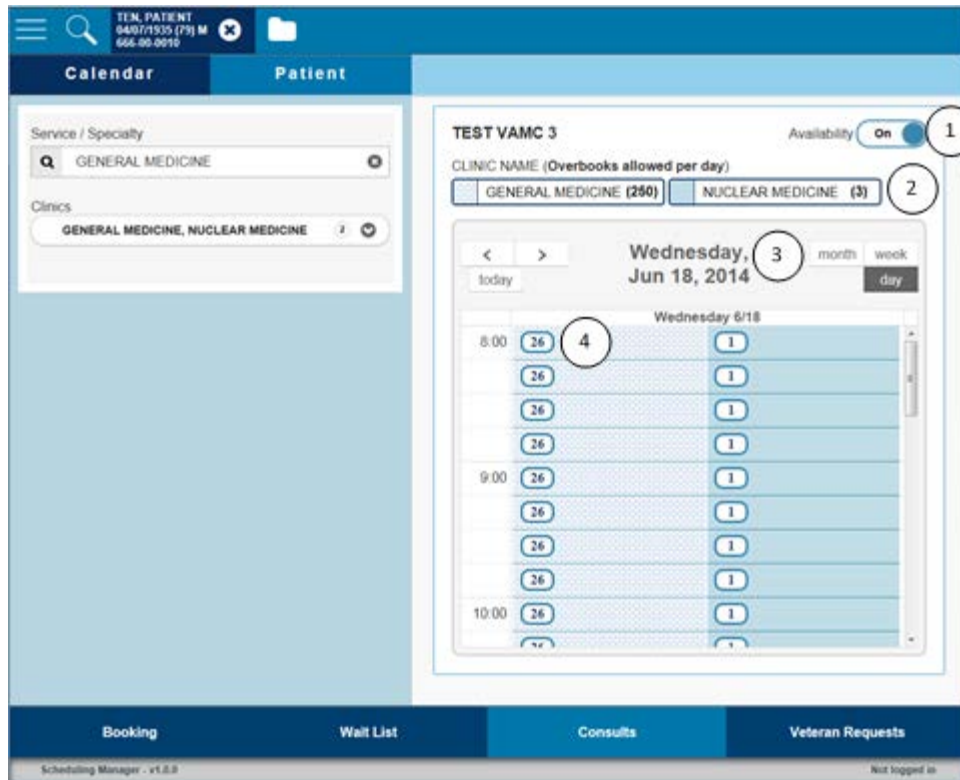 TEN, PATIENT
04/07/1935 (79) M
666-00-0010
Calendar Patient
Service / Specialty
GENERAL MEDICINE
Clinics
GENERAL MEDICINE, NUCLEAR MEDICINE 2
TEST VAMC 3 Availability On 1
CLINIC NAME (Overbooks allowed per day)
GENERAL MEDICINE (250) NUCLEAR MEDICINE (3) 2
< > Wednesday, 3 month week
today Jun 18, 2014 day
Wednesday 6/18
8:00 26 4 1
26 1
26 1
26 1
9:00 26 1
26 1
26 1
26 1
10:00 26 1
26 1
Booking Wait List Consults Veteran Requests
Scheduling Manager - v1.0.0 Not logged in